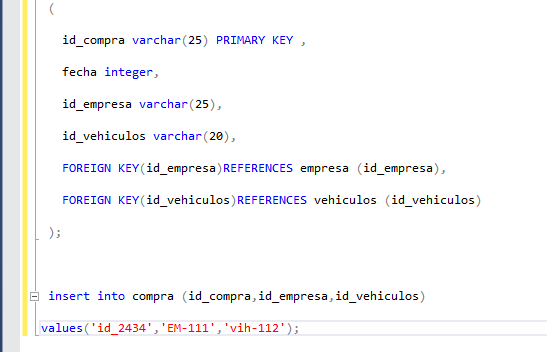 (
id_compra varchar(25) PRIMARY KEY ,
fecha integer,
id_empresa varchar(25),
id_vehiculos varchar(20),
FOREIGN KEY(id_empresa)REFERENCES empresa (id_empresa),
FOREIGN KEY(id_vehiculos)REFERENCES vehiculos (id_vehiculos)
);
insert into compra (id_compra,id_empresa,id_vehiculos)
values('id_2434','EM-111','vih-112');